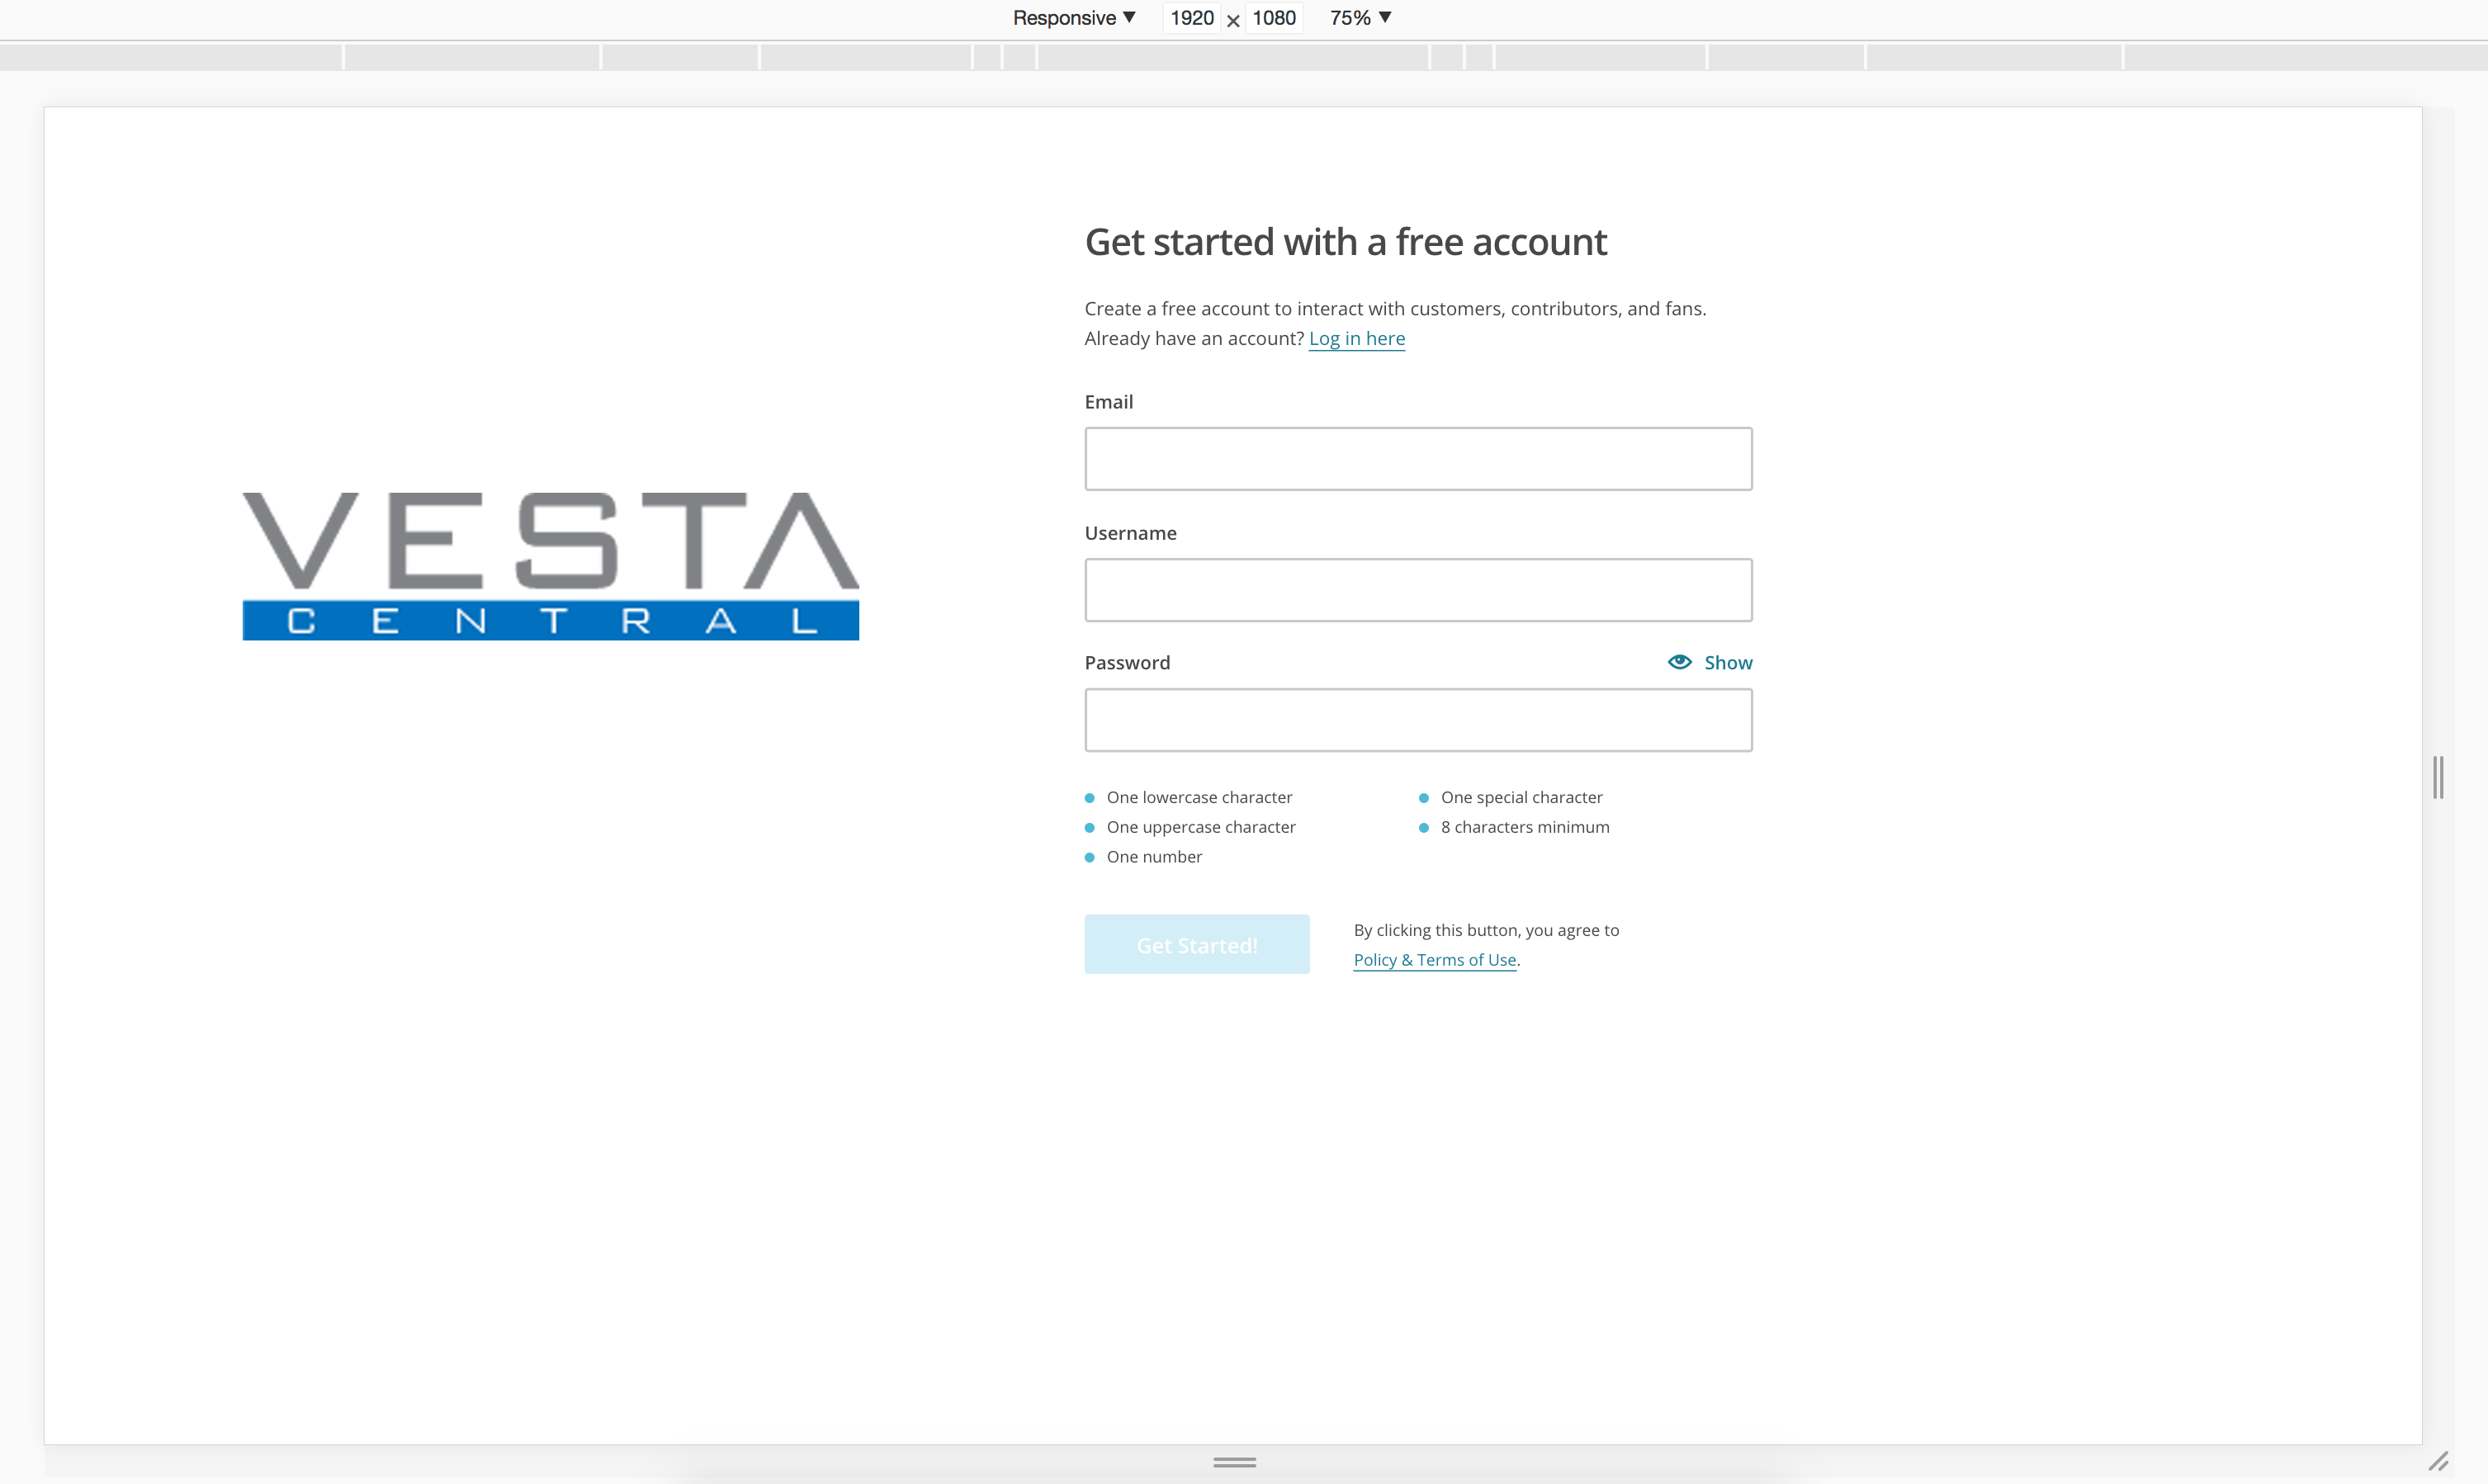 Responsive ▼ 1920 × 1080 75% ▼
Get started with a free account
Create a free account to interact with customers, contributors, and fans.
Already have an account? Log in here
Email
VESTA
CENTRAL
Username
Password
Show
One lowercase character
One uppercase character
One number
One special character
8 characters minimum
Get Started!
By clicking this button, you agree to
Policy & Terms of Use.